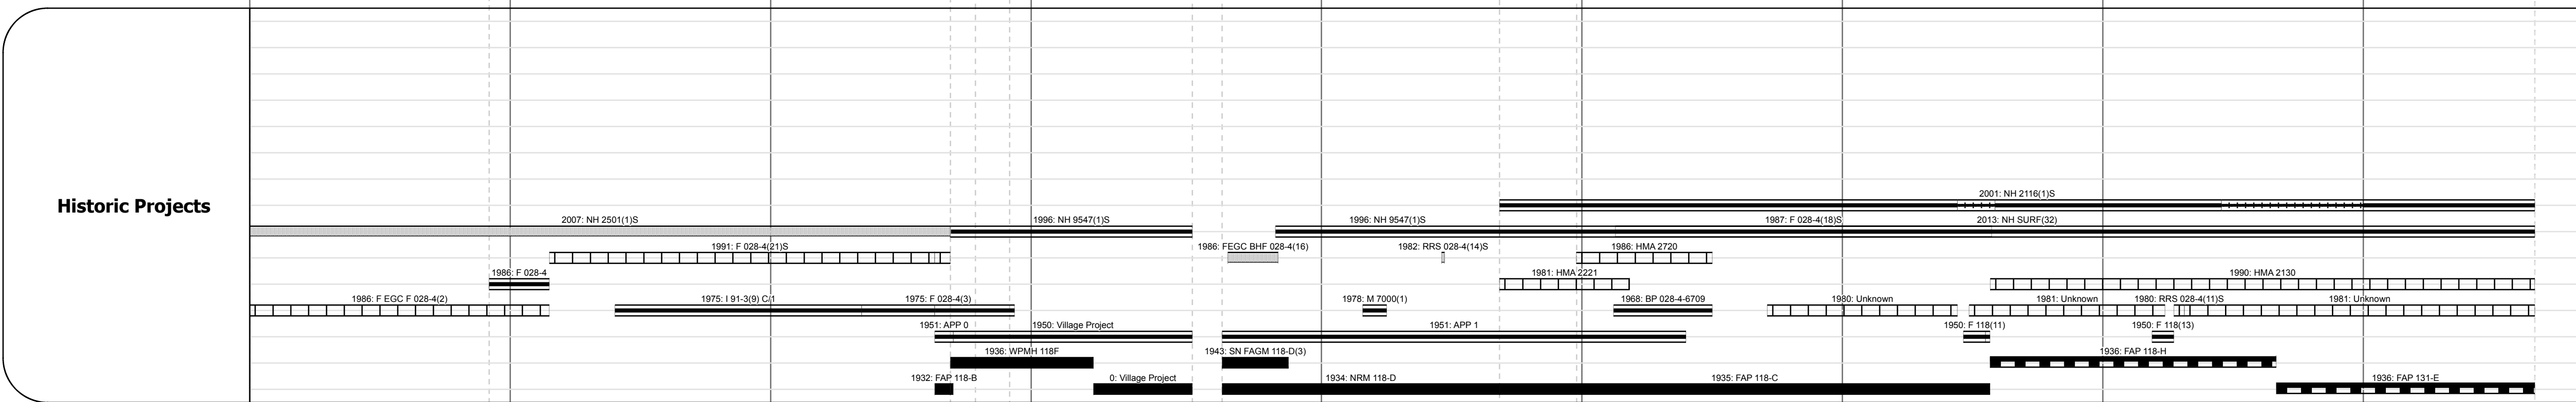 Historic Projects
2001: NH 2116(1)S
2007: NH 2501(1)S 1996: NH 9547(1)S 1996: NH 9547(1)S 1987: F 028-4(18)S 2013: NH SURF(32)
1991: F 028-4(21)S 1986: FEGC BHF 028-4(16) 1982: RRS 028-4(14)S 1986: HMA 2720
1986: F 028-4 1981: HMA 2221 1990: HMA 2130
1986: F EGC F 028-4(2) 1975: I 91-3(9) C/1 1975: F 028-4(3) 1978: M 7000(1) 1968: BP 028-4-6709 1980: Unknown 1981: Unknown 1980: RRS 028-4(11)S 1981: Unknown
1951: APP 0 1950: Village Project 1951: APP 1 1950: F 118(11) 1950: F 118(13)
1936: WPMH 118F 1943: SN FAGM 118-D(3) 1936: FAP 118-H
1932: FAP 118-B 0: Village Project 1934: NRM 118-D 1935: FAP 118-C 1936: FAP 131-E